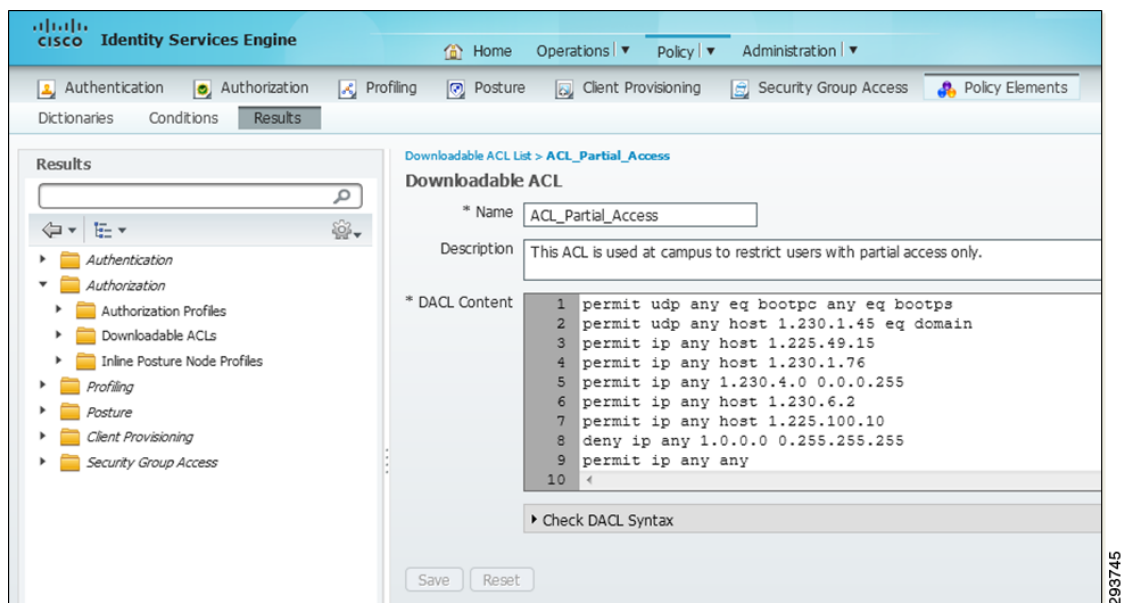 CISCO Identity Services Engine
Home Operations Policy Administration
Authentication Authorization Profiling Posture Client Provisioning Security Group Access Policy Elements
Dictionaries Conditions Results
Results
Authentication
Authorization
Authorization Profiles
Downloadable ACLs
Inline Posture Node Profiles
Profiling
Posture
Client Provisioning
Security Group Access
Downloadable ACL List > ACL_Partial_Access
Downloadable ACL
* Name ACL_Partial_Access
Description This ACL is used at campus to restrict users with partial access only.
* DACL Content
1 permit udp any eq bootpc any eq bootps
2 permit udp any host 1.230.1.45 eq domain
3 permit ip any host 1.225.49.15
4 permit ip any host 1.230.1.76
5 permit ip any 1.230.4.0 0.0.0.255
6 permit ip any host 1.230.6.2
7 permit ip any host 1.225.100.10
8 deny ip any 1.0.0.0 0.255.255.255
9 permit ip any any
10
Check DACL Syntax
Save Reset
293745